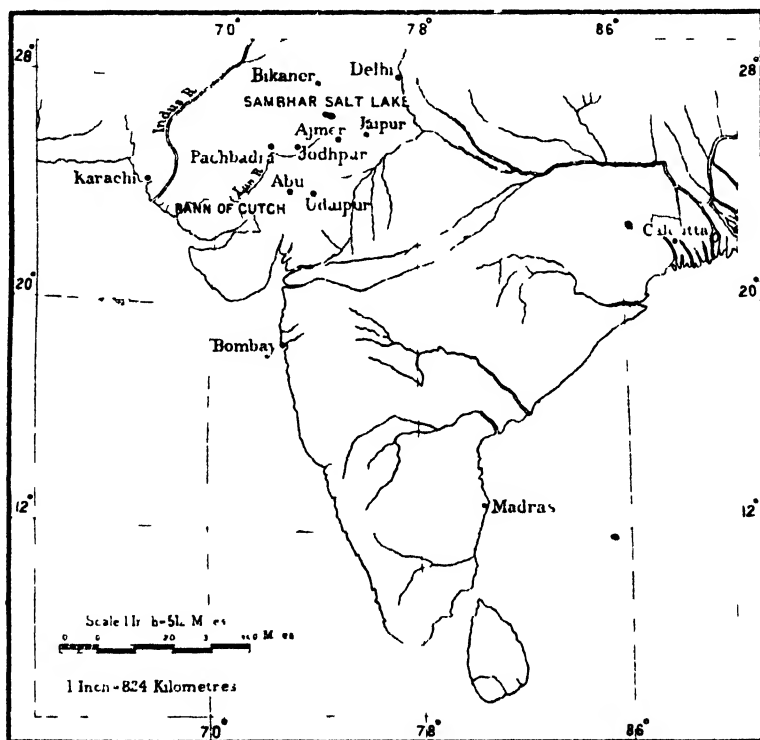 70° 78° 86°
28° 28°
Bikaner Delhi
Indus R
SAMBHAR SALT LAKE
Ajmer Jaipur
Pachbadra Jodhpur
Karachi
Abu
RANN OF CUTCH Udaipur
Calcutta
20° 20°
Bombay
12° 12°
Madras
1 Inch = 824 Kilometres
70° 78° 86°